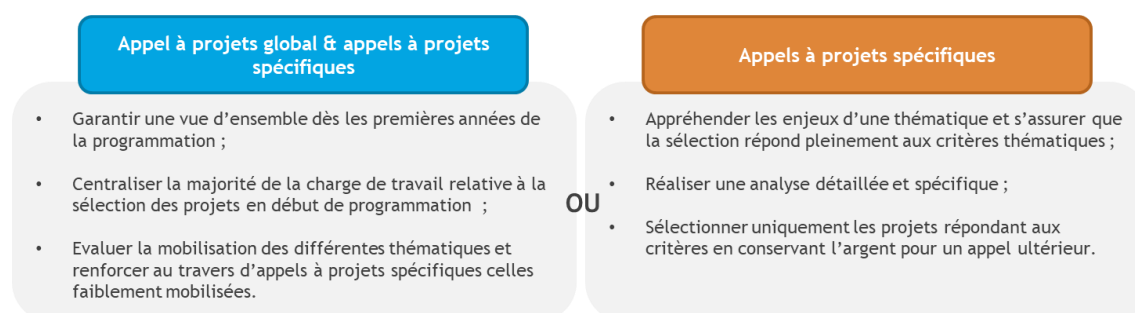 Appel à projets global & appels à projets
spécifiques
• Garantir une vue d’ensemble dès les premières années de
la programmation ;
• Centraliser la majorité de la charge de travail relative à la
sélection des projets en début de programmation ;
• Evaluer la mobilisation des différentes thématiques et
renforcer au travers d’appels à projets spécifiques celles
faiblement mobilisées.
OU
Appels à projets spécifiques
• Appréhender les enjeux d’une thématique et s’assurer que
la sélection répond pleinement aux critères thématiques ;
• Réaliser une analyse détaillée et spécifique ;
• Sélectionner uniquement les projets répondant aux
critères en conservant l’argent pour un appel ultérieur.